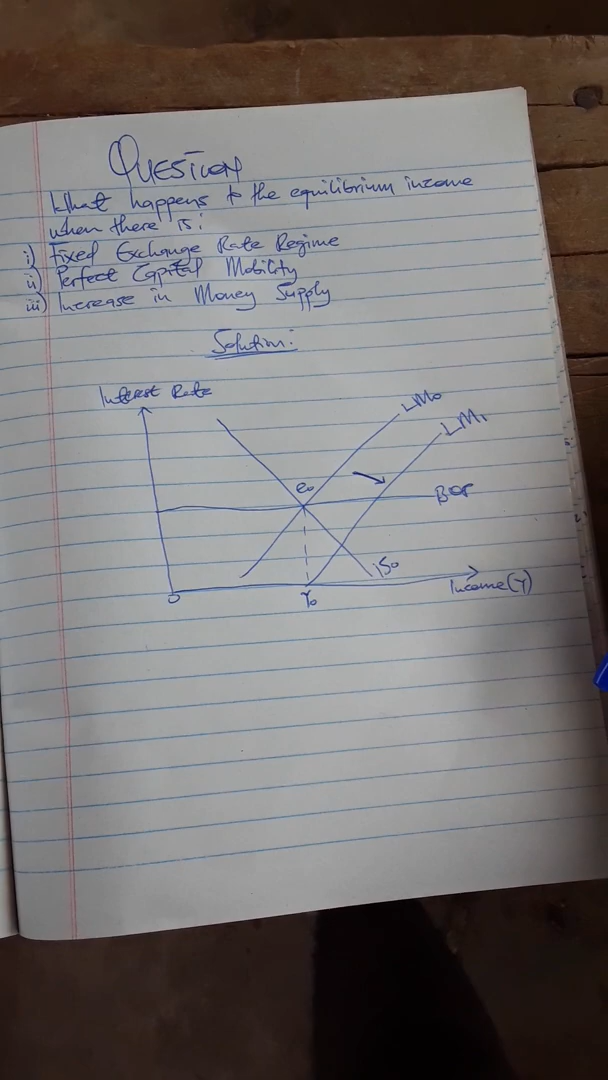 QUESTION
What happens to the equilibrium income
when there is:
i) Fixed Exchange Rate Regime
ii) Perfect Capital Mobility
iii) Increase in Money Supply
Solution:
Interest Rate
LM₀
LM₁
e₀
BOP
IS₀
Income (Y)
0
Y₀